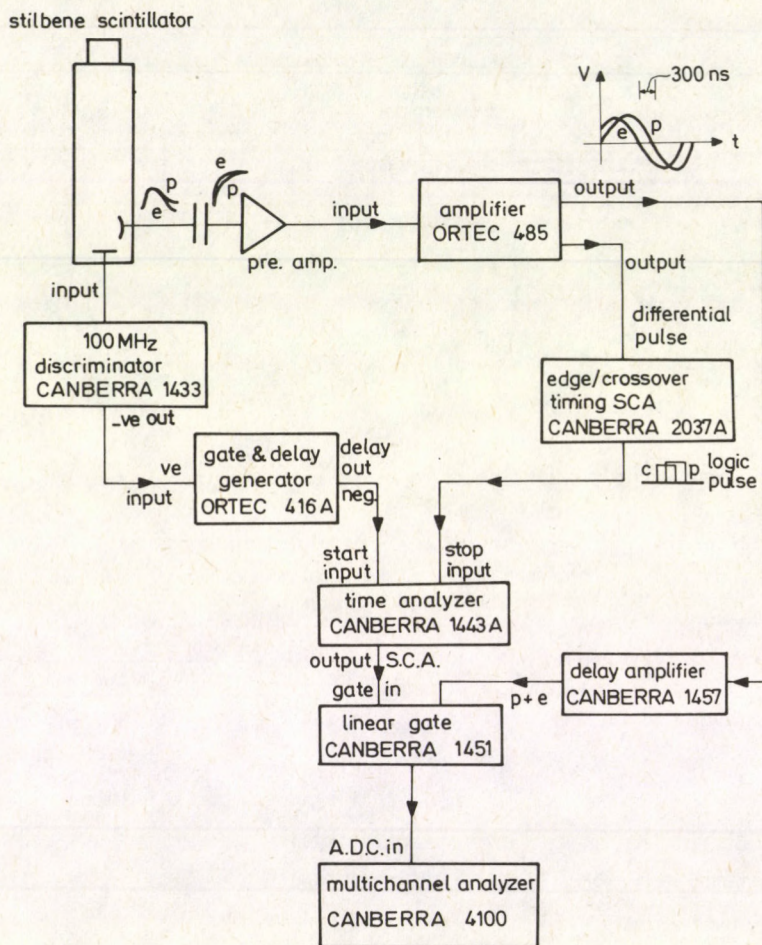 stilbene scintillator
V
300 ns
e
p
t
p
e
e
p
pre. amp.
input
amplifier
ORTEC 485
output
output
input
differential
pulse
100 MHz
discriminator
CANBERRA 1433
-ve out
edge/crossover
timing SCA
CANBERRA 2037A
ve
input
gate & delay
generator
ORTEC 416 A
delay
out
neg.
c
p
logic
pulse
start
input
stop
input
time analyzer
CANBERRA 1443 A
output S.C.A.
gate in
p+e
delay amplifier
CANBERRA 1457
linear gate
CANBERRA 1451
A.D.C. in
multichannel analyzer
CANBERRA 4100